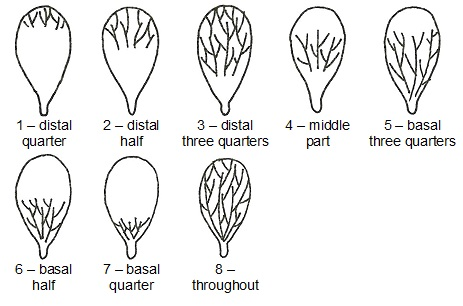 1 – distal
quarter
2 – distal
half
3 – distal
three quarters
4 – middle
part
5 – basal
three quarters
6 – basal
half
7 – basal
quarter
8 –
throughout